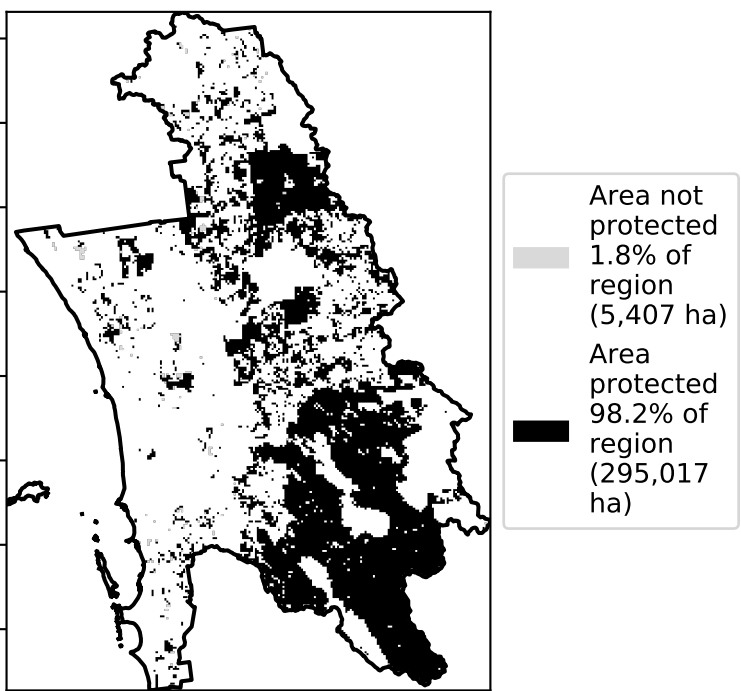 Area not
protected
1.8% of
region
(5,407 ha)
Area
protected
98.2% of
region
(295,017
ha)